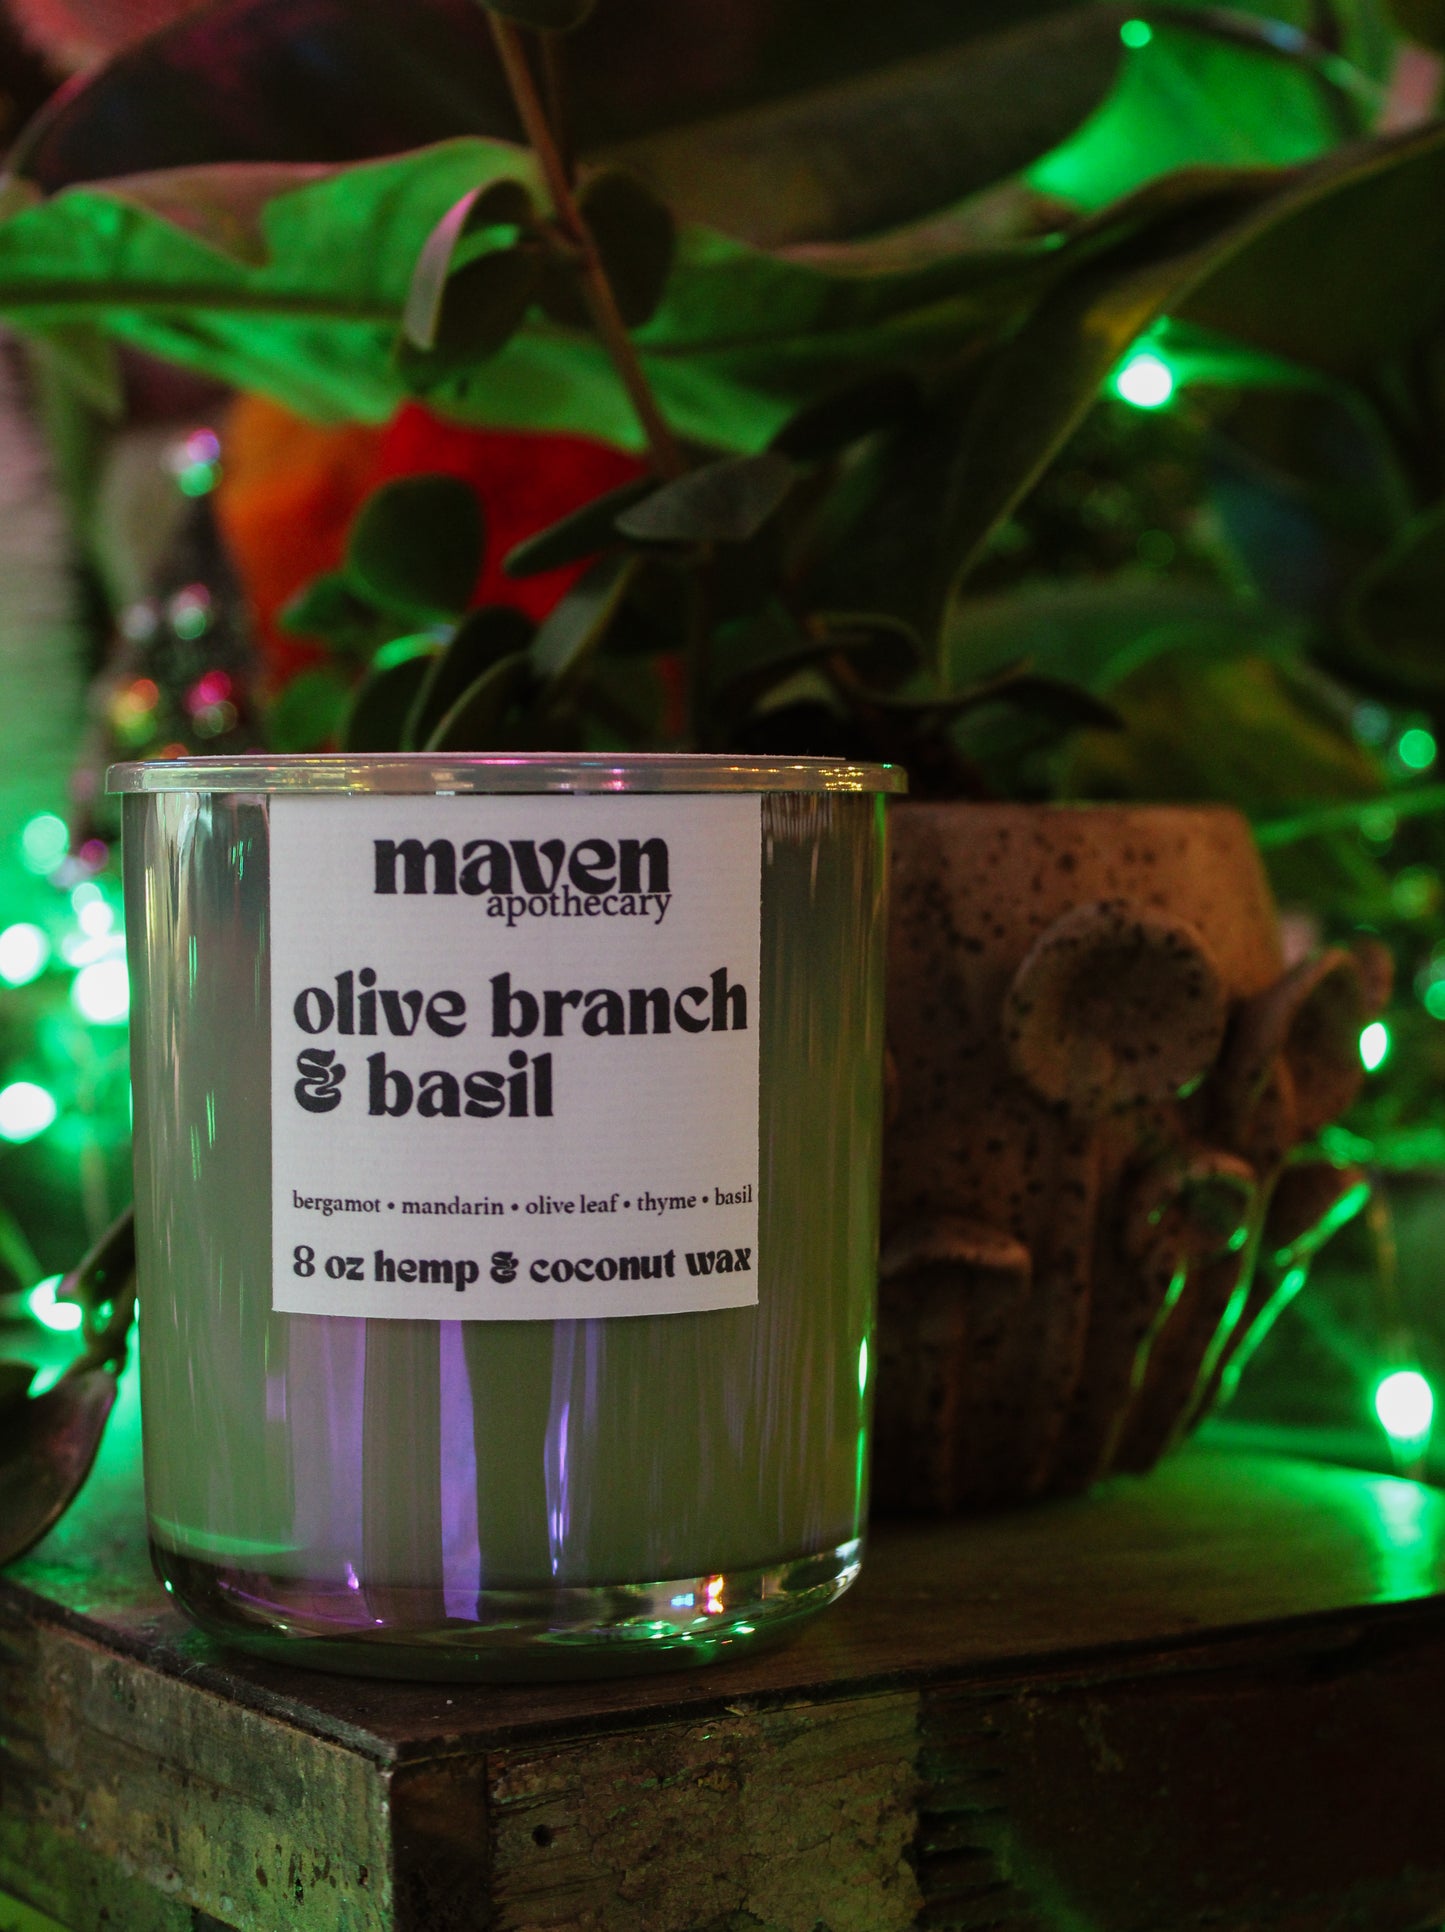 maven
apothecary
olive branch
& basil
bergamot • mandarin • olive leaf • thyme • basil
8 oz hemp & coconut wax